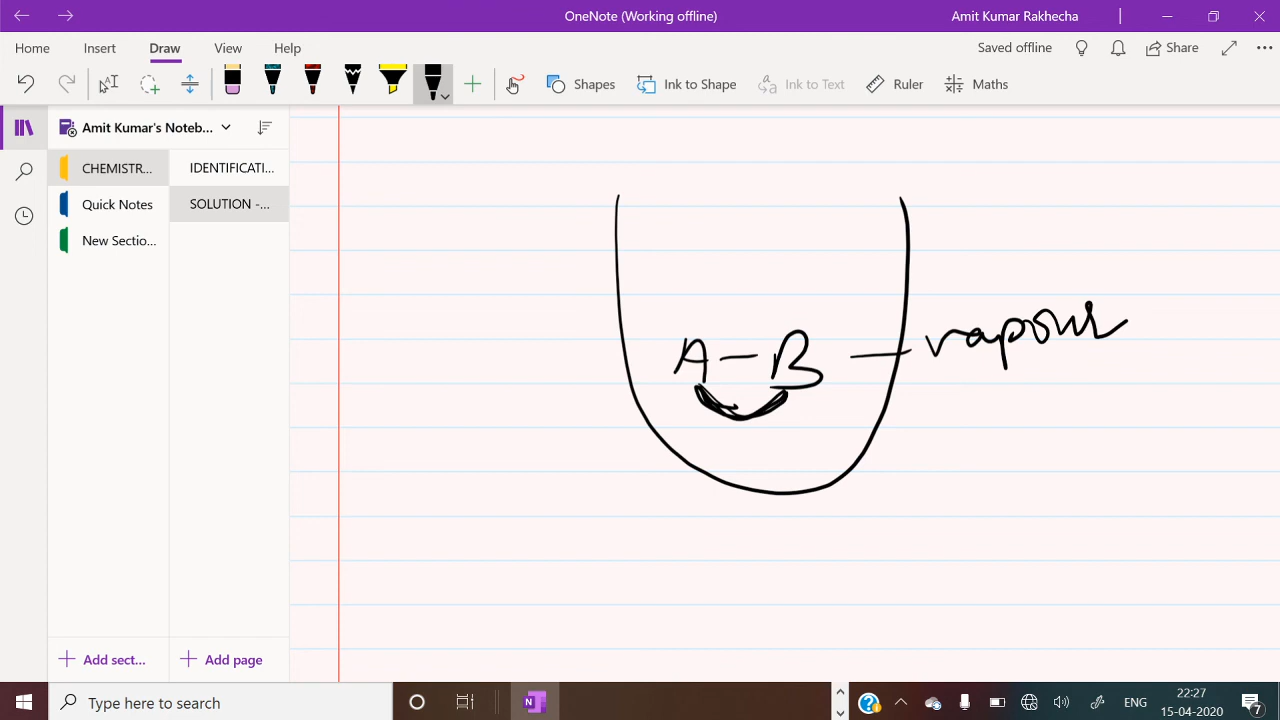 OneNote (Working offline)
Amit Kumar Rakhecha
Home Insert Draw View Help
Saved offline
Share
Shapes
Ink to Shape
Ink to Text
Ruler
Maths
Amit Kumar's Noteb...
CHEMISTR...
IDENTIFICATI...
Quick Notes
SOLUTION -...
New Sectio...
A - B - vapour
Add sect...
Add page
Type here to search
ENG
22:27
15-04-2020
7